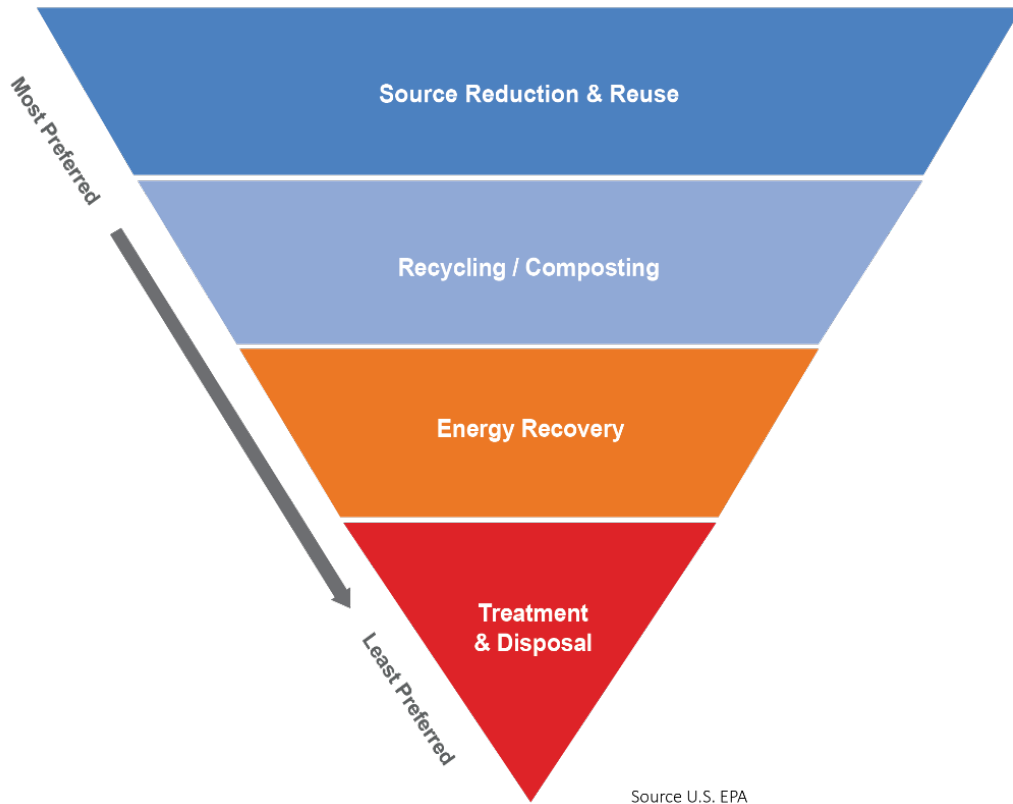 Most Preferred
Source Reduction & Reuse
Recycling / Composting
Energy Recovery
Treatment
& Disposal
Least Preferred
Source U.S. EPA